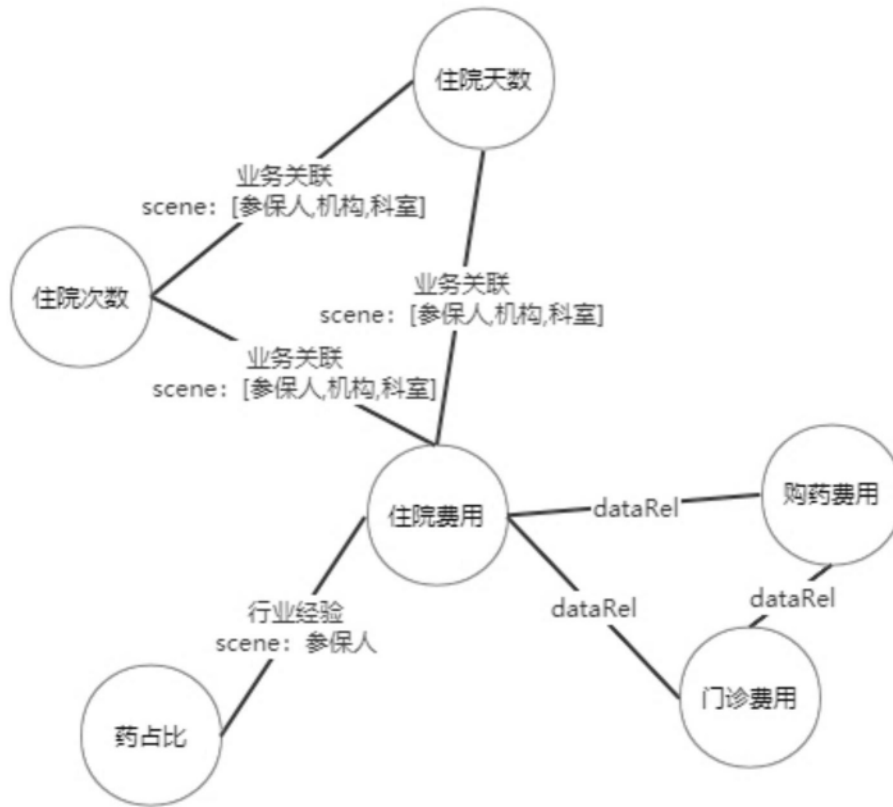 住院天数
业务关联
scene: [参保人,机构,科室]
住院次数
业务关联
scene: [参保人,机构,科室]
业务关联
scene: [参保人,机构,科室]
住院费用
购药费用
dataRel
dataRel
dataRel
行业经验
scene: 参保人
门诊费用
药占比